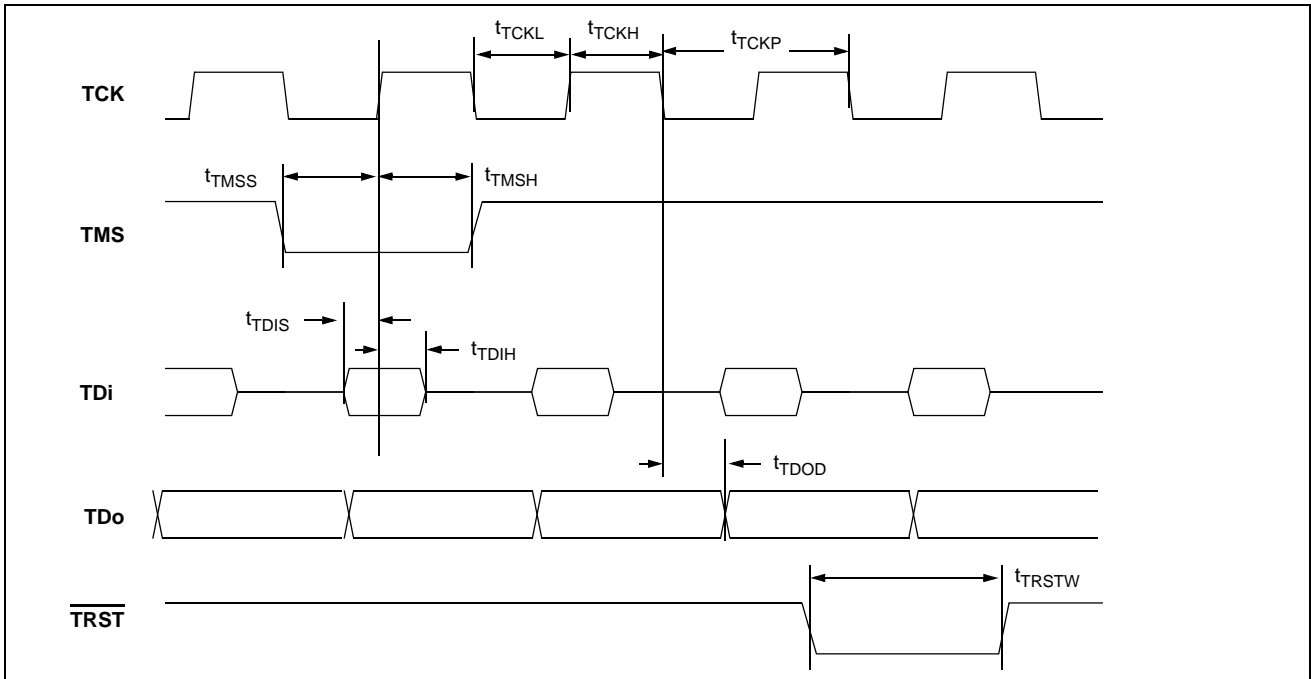 tTCKL tTCKH tTCKP
TCK
tTMSS tTMSH
TMS
tTDIS
tTDIH
TDi
tTDOD
TDo
tTRSTW
TRST